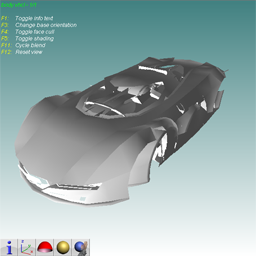 F1: Toggle info text
F3: Change base orientation
F4: Toggle face cull
F5: Toggle shading
F11: Cycle blend
F12: Reset view